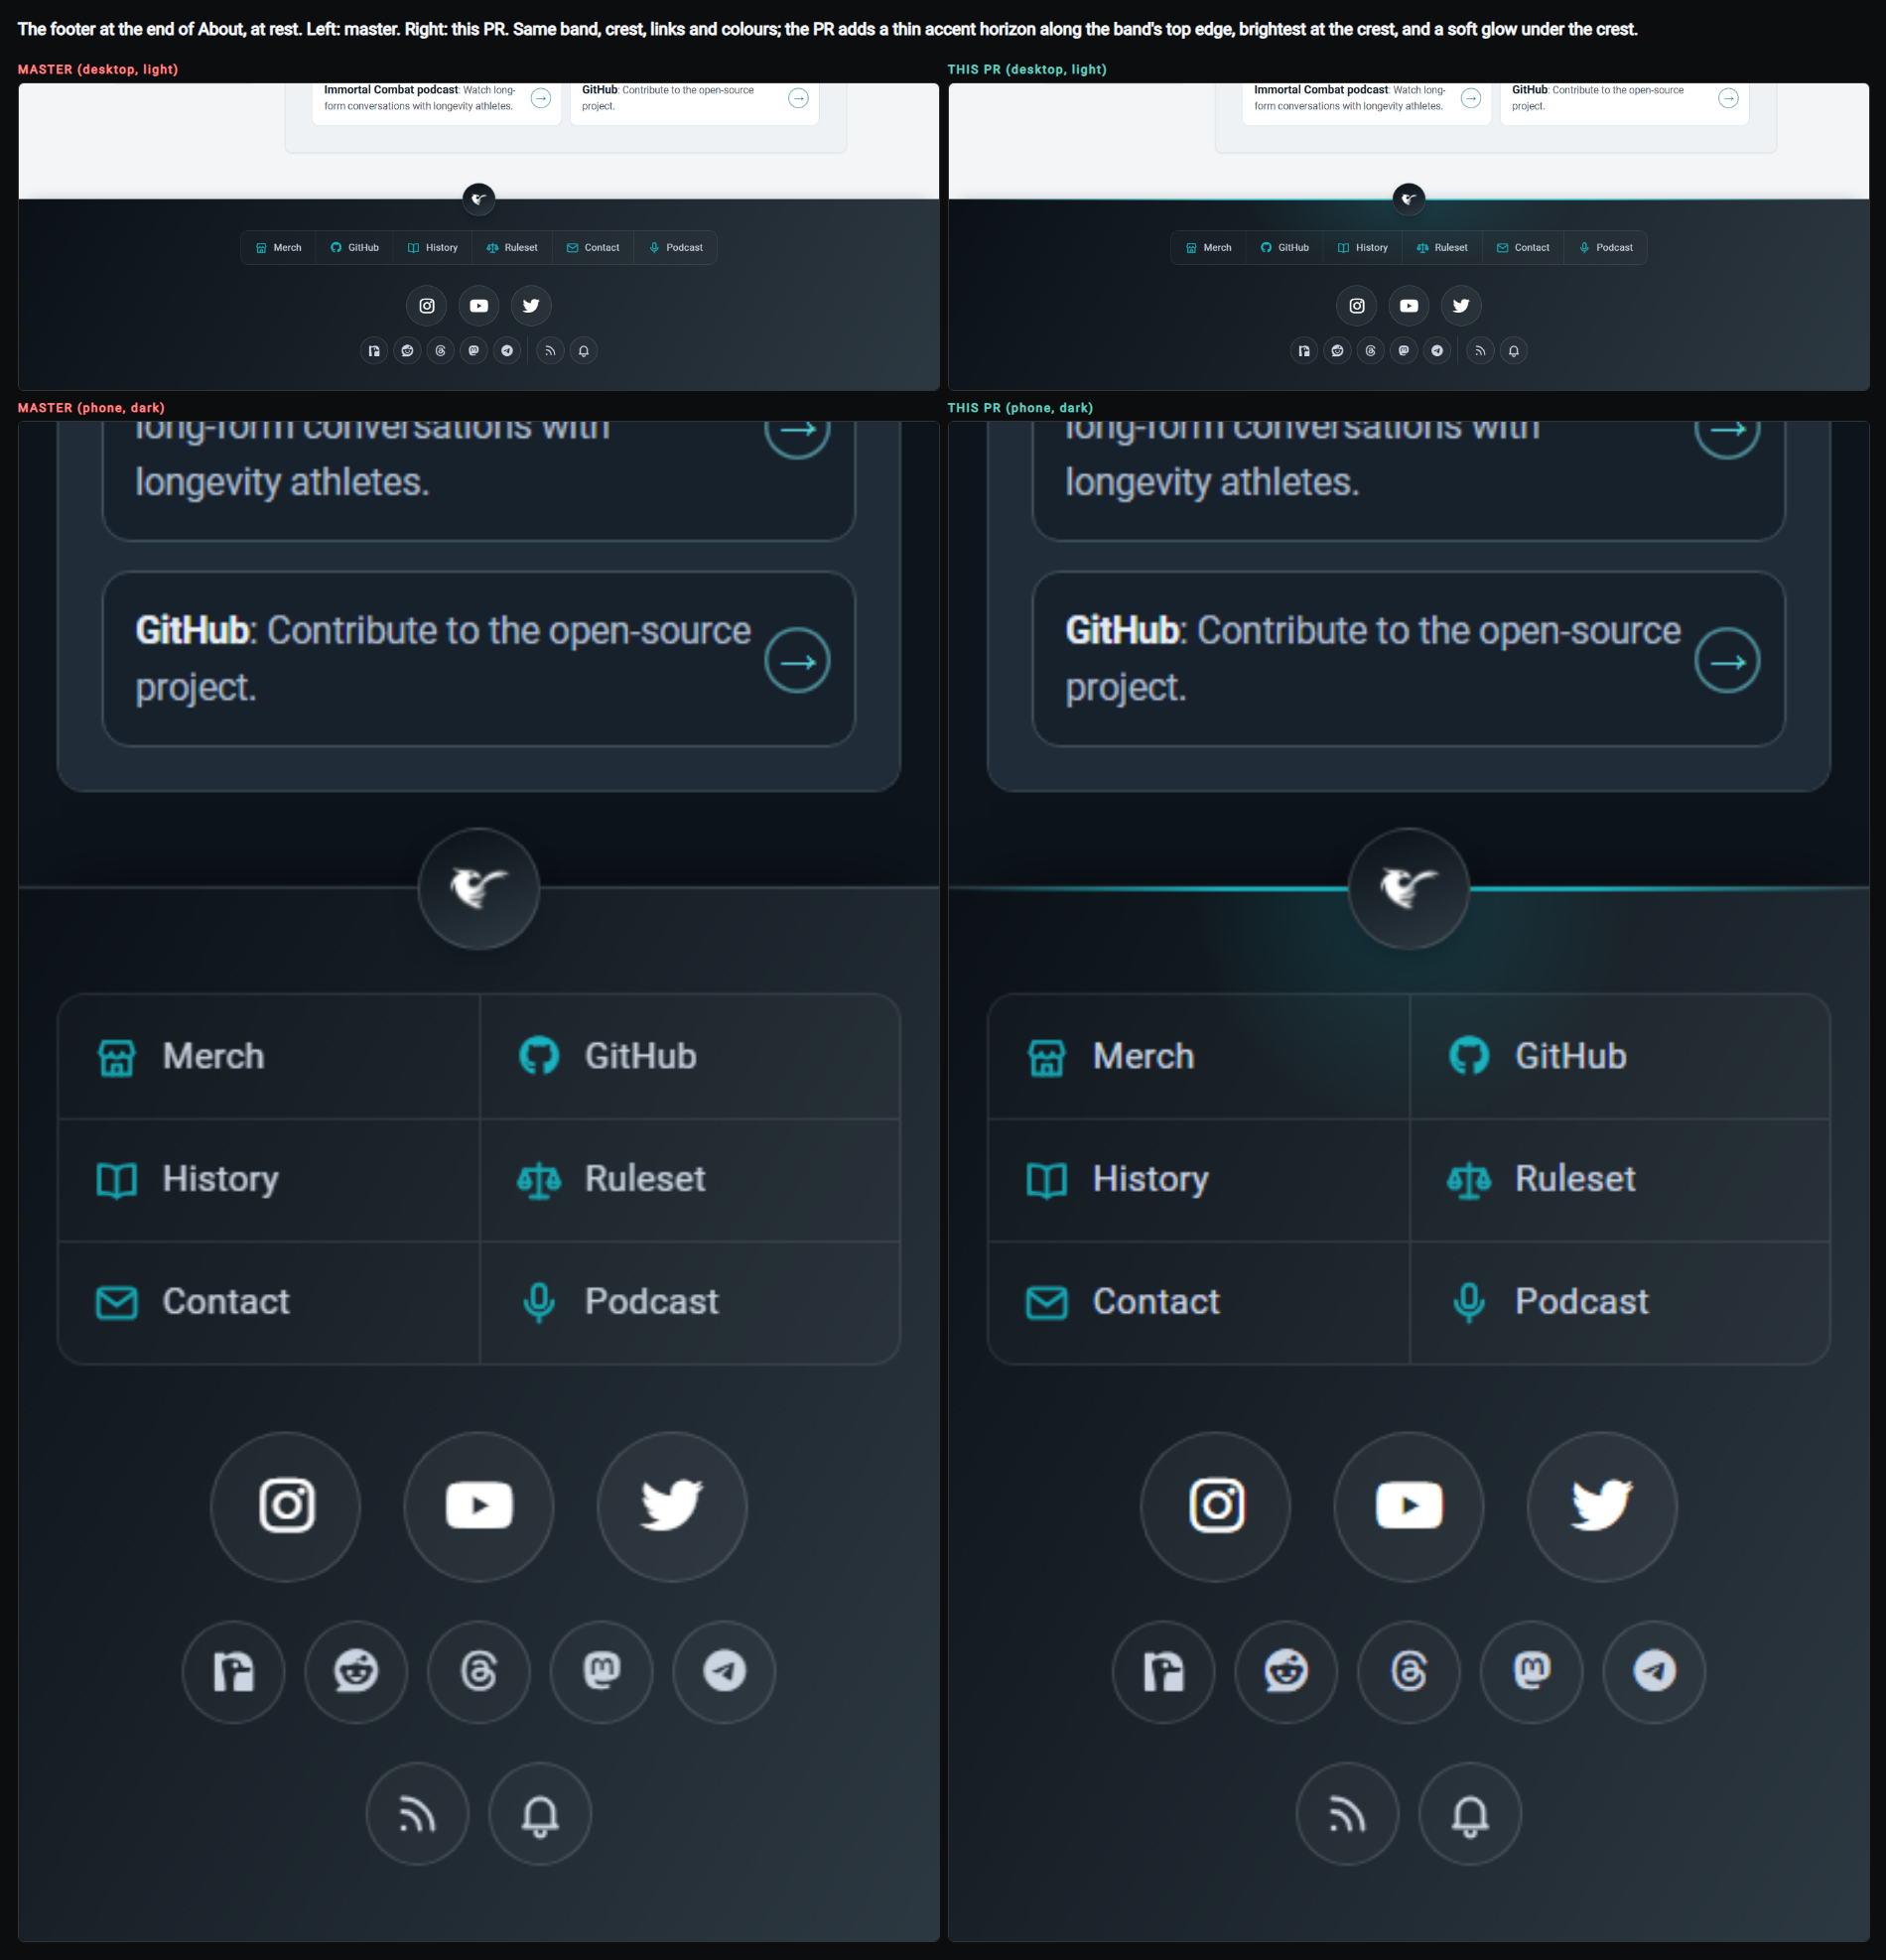 The footer at the end of About, at rest. Left: master. Right: this PR. Same band, crest, links and colours; the PR adds a thin accent horizon along the band's top edge, brightest at the crest, and a soft glow under the crest.
MASTER (desktop, light)
Immortal Combat podcast: Watch long-
form conversations with longevity athletes.
GitHub: Contribute to the open-source
project.
Merch
GitHub
History
Ruleset
Contact
Podcast
THIS PR (desktop, light)
Immortal Combat podcast: Watch long-
form conversations with longevity athletes.
GitHub: Contribute to the open-source
project.
Merch
GitHub
History
Ruleset
Contact
Podcast
MASTER (phone, dark)
long-form conversations with
longevity athletes.
GitHub: Contribute to the open-source
project.
Merch
GitHub
History
Ruleset
Contact
Podcast
THIS PR (phone, dark)
long-form conversations with
longevity athletes.
GitHub: Contribute to the open-source
project.
Merch
GitHub
History
Ruleset
Contact
Podcast